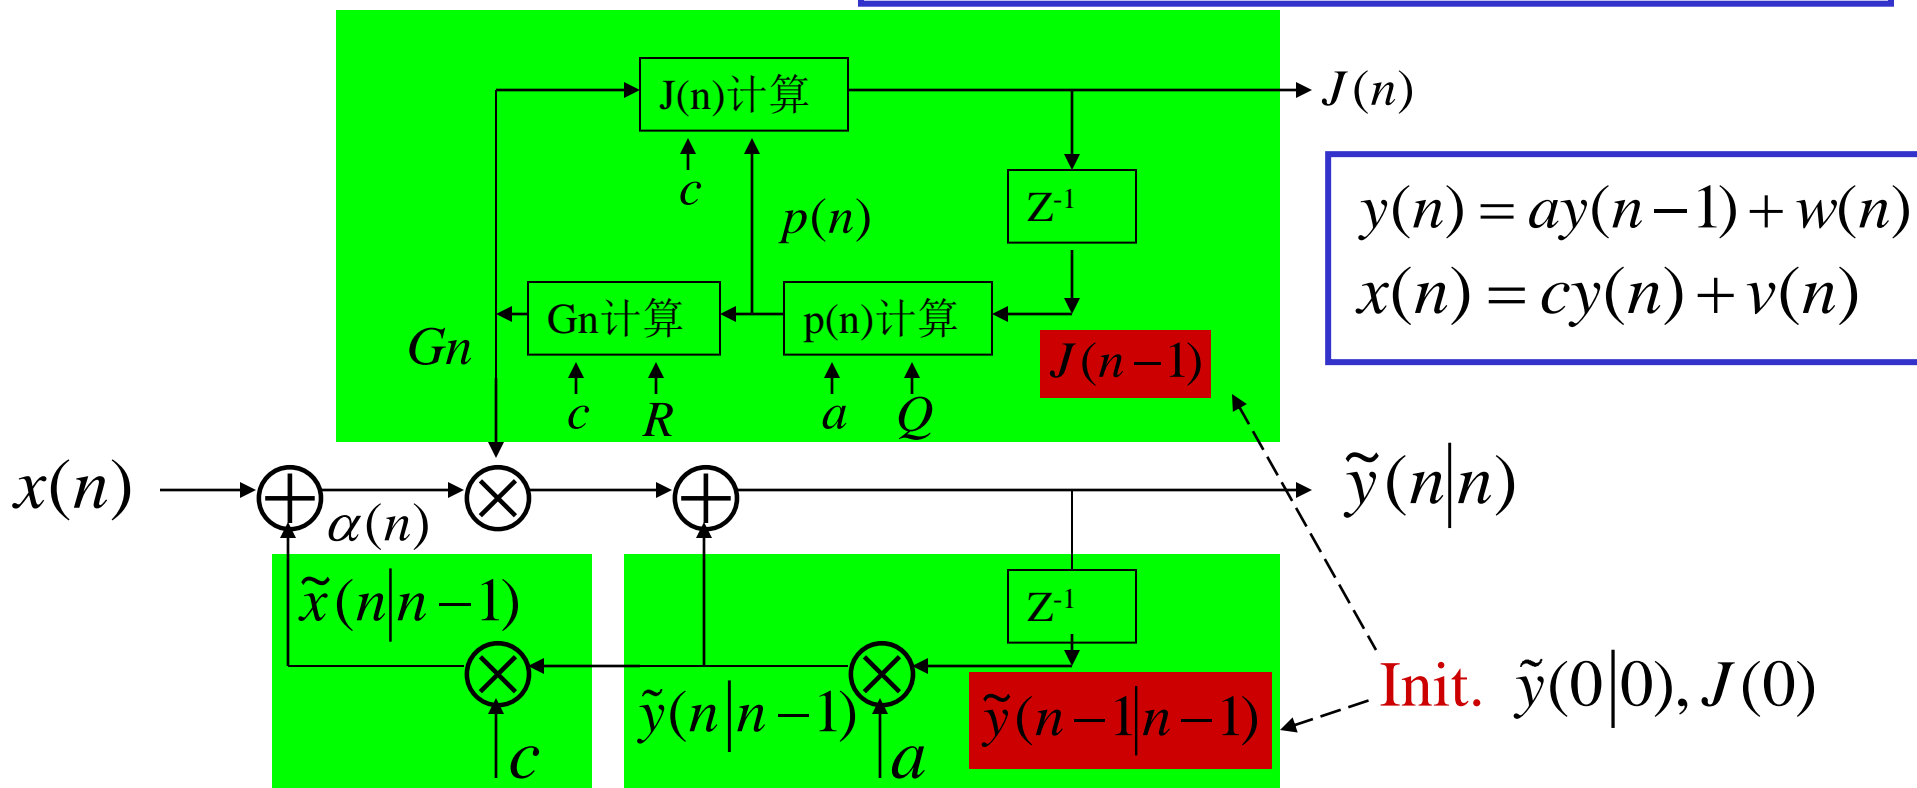 J(n)计算
J(n)
c
p(n)
Z⁻¹
y(n) = ay(n−1) + w(n)
x(n) = cy(n) + v(n)
Gn
Gn计算
p(n)计算
J(n−1)
c
R
a
Q
x(n)
α(n)
ỹ(n|n)
x̃(n|n−1)
Z⁻¹
ỹ(n|n−1)
ỹ(n−1|n−1)
Init. ỹ(0|0), J(0)
c
a